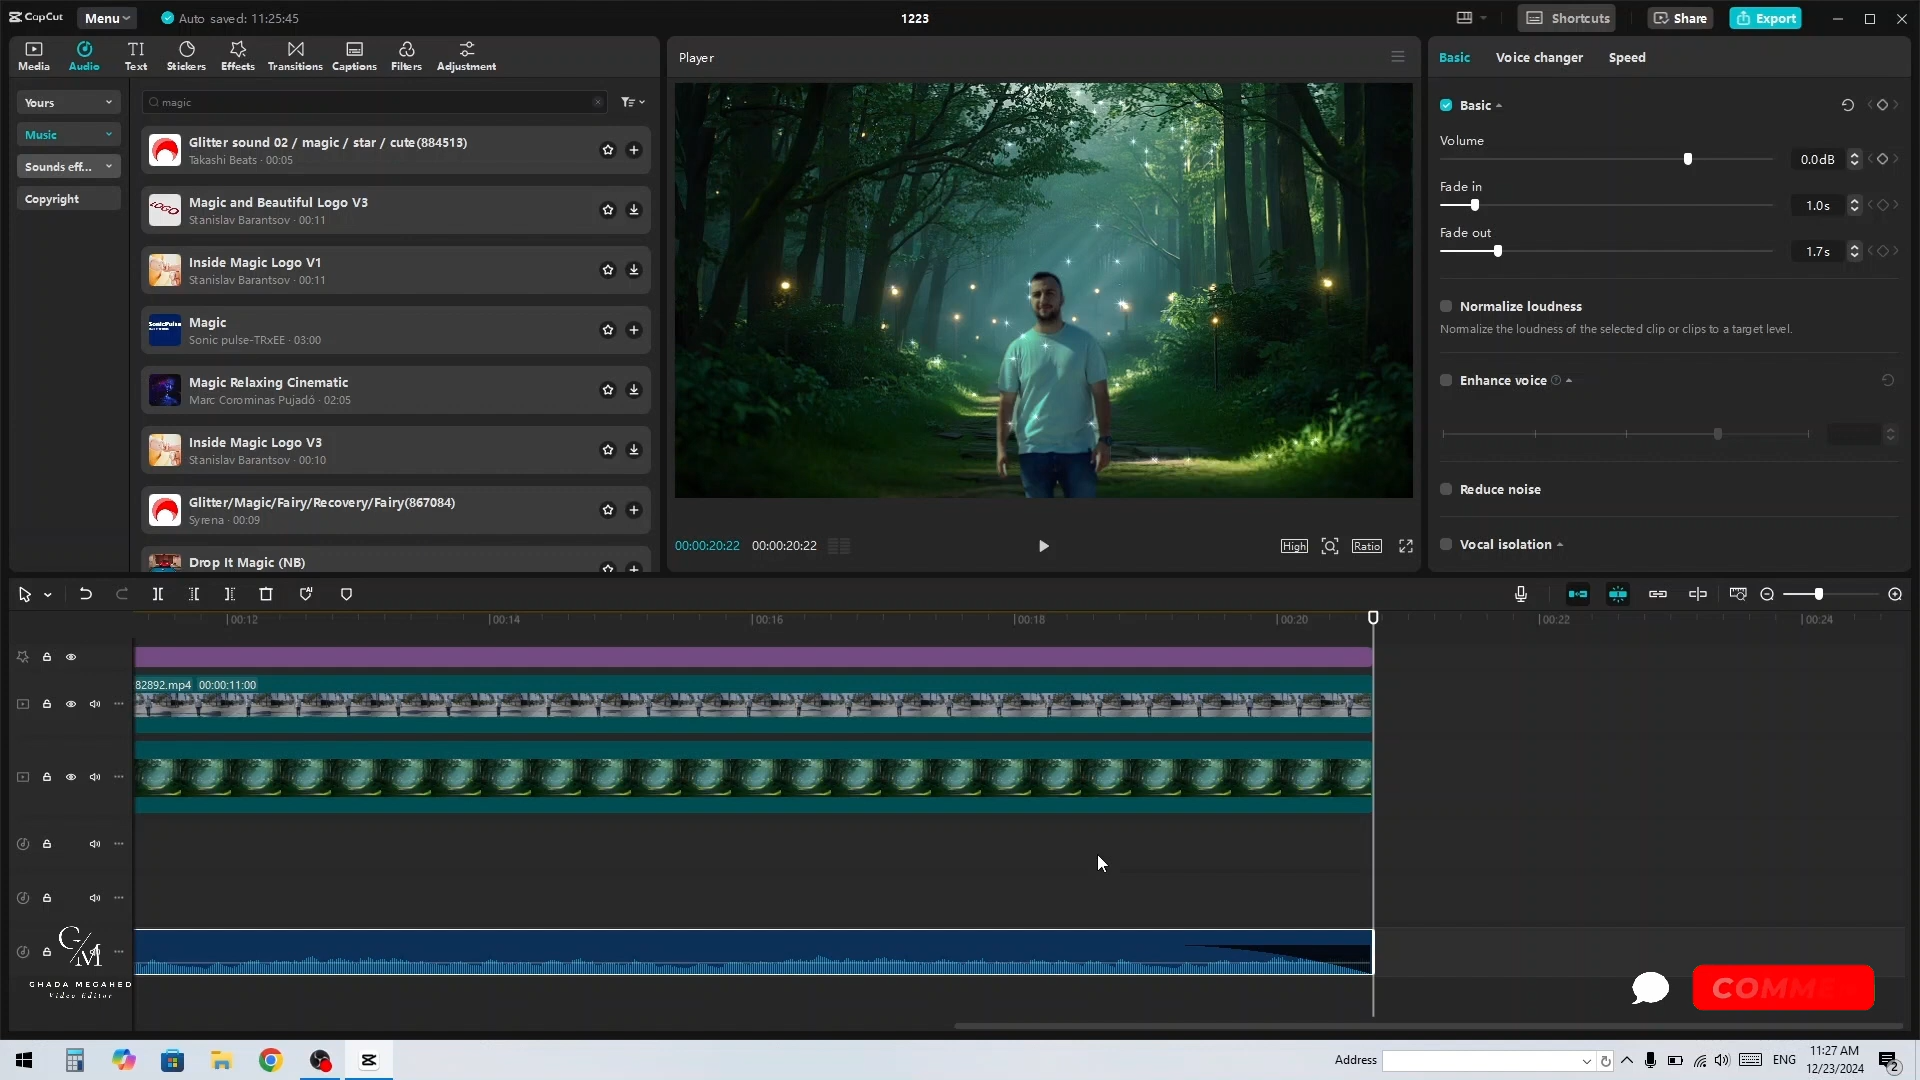 CapCut
Menu
Auto saved: 11:25:45
1223
Shortcuts
Share
Export
Media
Audio
Text
Stickers
Effects
Transitions
Captions
Filters
Adjustment
Yours
Music
Sounds eff...
Copyright
magic
Glitter sound 02 / magic / star / cute(884513)
Takashi Beats · 00:05
Magic and Beautiful Logo V3
Stanislav Barantsov · 00:11
Inside Magic Logo V1
Stanislav Barantsov · 00:11
Magic
Sonic pulse-TRxEE · 03:00
Magic Relaxing Cinematic
Marc Corominas Pujadó · 02:05
Inside Magic Logo V3
Stanislav Barantsov · 00:10
Glitter/Magic/Fairy/Recovery/Fairy(867084)
Syrena · 00:09
Drop It Magic (NB)
Player
00:00:20:22
00:00:20:22
High
Ratio
Basic
Voice changer
Speed
Basic
Volume
0.0dB
Fade in
1.0s
Fade out
1.7s
Normalize loudness
Normalize the loudness of the selected clip or clips to a target level.
Enhance voice
Reduce noise
Vocal isolation
00:12
00:14
00:16
00:18
00:20
00:22
00:24
82892.mp4 00:00:11:00
G/M
GHADA MEGAHED
Video Editor
COMME
Address
ENG
11:27 AM
12/23/2024
2